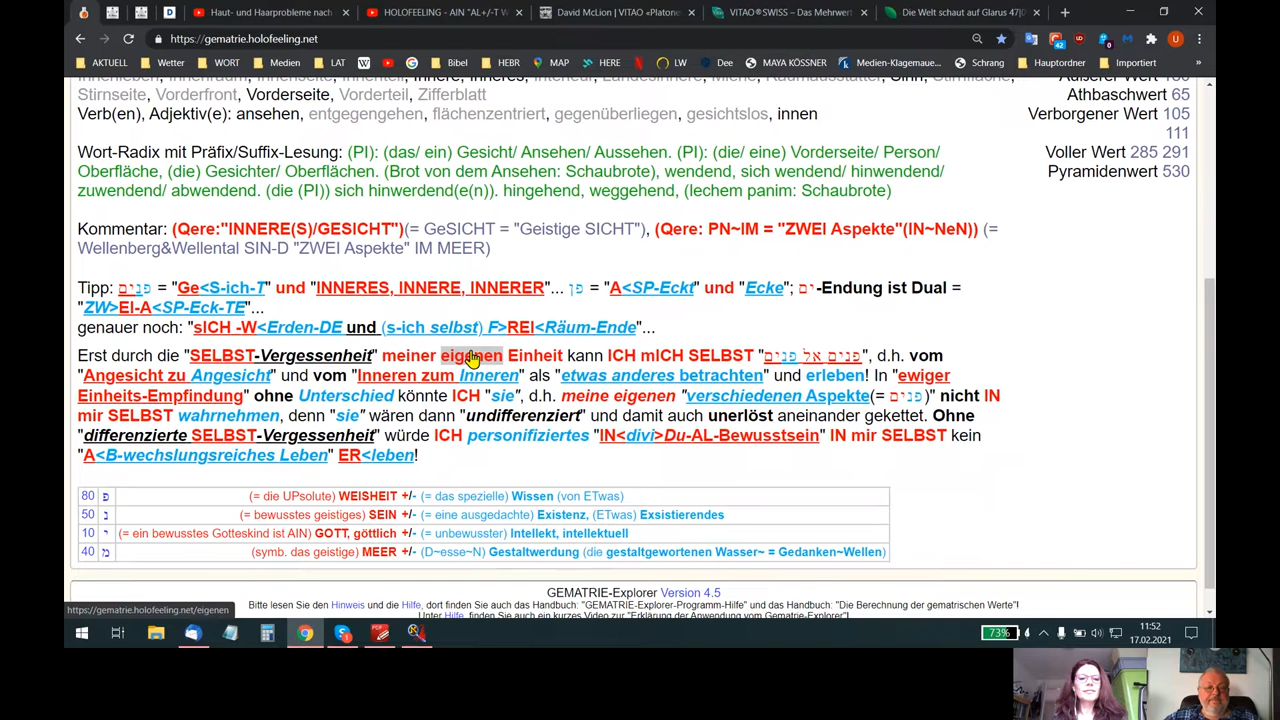 Haut- und Haarprobleme nach
HOLOFEELING - AIN "AL+/-T W
David McLion | VITAO »Platone
VITAO®SWISS – Das Mehrwert
Die Welt schaut auf Glarus 47|0
https://gematrie.holofeeling.net
AKTUELL Wetter WORT Medien LAT Bibel HEBR MAP HERE LW Dee MAYA KÖSSNER Medien-Klagemaue... Schrang Hauptordner Importiert
Stirnseite, Vorderfront, Vorderseite, Vorderteil, Zifferblatt
Athbaschwert 65
Verb(en), Adjektiv(e): ansehen, entgegengehen, flächenzentriert, gegenüberliegen, gesichtslos, innen
Verborgener Wert 105
111
Wort-Radix mit Präfix/Suffix-Lesung: (PI): (das/ ein) Gesicht/ Ansehen/ Aussehen. (PI): (die/ eine) Vorderseite/ Person/
Voller Wert 285 291
Oberfläche, (die) Gesichter/ Oberflächen. (Brot von dem Ansehen: Schaubrote), wendend, sich wendend/ hinwendend/
Pyramidenwert 530
zuwendend/ abwendend. (die (PI)) sich hinwerdend(e(n)). hingehend, weggehend, (lechem panim: Schaubrote)
Kommentar: (Qere:"INNERE(S)/GESICHT")(= GeSICHT = "Geistige SICHT"), (Qere: PN~IM = "ZWEI Aspekte"(IN~NeN)) (=
Wellenberg&Wellental SIN-D "ZWEI Aspekte" IM MEER)
Tipp: פנים = "Ge<S-ich-T" und "INNERES, INNERE, INNERER"... פן = "A<SP-Eckt" und "Ecke"; ים-Endung ist Dual =
"ZW>EI-A<SP-Eck-TE"...
genauer noch: "sICH -W<Erden-DE und (s-ich selbst) F>REI<Räum-Ende"...
Erst durch die "SELBST-Vergessenheit" meiner eigenen Einheit kann ICH mICH SELBST "פנים אל פנים", d.h. vom
"Angesicht zu Angesicht" und vom "Inneren zum Inneren" als "etwas anderes betrachten" und erleben! In "ewiger
Einheits-Empfindung" ohne Unterschied könnte ICH "sie", d.h. meine eigenen "verschiedenen Aspekte(= פנים)" nicht IN
mir SELBST wahrnehmen, denn "sie" wären dann "undifferenziert" und damit auch unerlöst aneinander gekettet. Ohne
"differenzierte SELBST-Vergessenheit" würde ICH personifiziertes "IN<divi>Du-AL-Bewusstsein" IN mir SELBST kein
"A<B-wechslungsreiches Leben" ER<leben!
80 פ (= die UPsolute) WEISHEIT +/- (= das spezielle) Wissen (von ETwas)
50 נ (= bewusstes geistiges) SEIN +/- (= eine ausgedachte) Existenz, (ETwas) Exsistierendes
10 י (= ein bewusstes Gotteskind ist AIN) GOTT, göttlich +/- (= unbewusster) Intellekt, intellektuell
40 מ (symb. das geistige) MEER +/- (D~esse~N) Gestaltwerdung (die gestaltgewortenen Wasser~ = Gedanken~Wellen)
GEMATRIE-Explorer Version 4.5
Bitte lesen Sie den Hinweis und die Hilfe, dort finden Sie auch das Handbuch: "GEMATRIE-Explorer-Programm-Hilfe" und das Handbuch: "Die Berechnung der gematrischen Werte"!
https://gematrie.holofeeling.net/eigenen
73%
11:52
17.02.2021